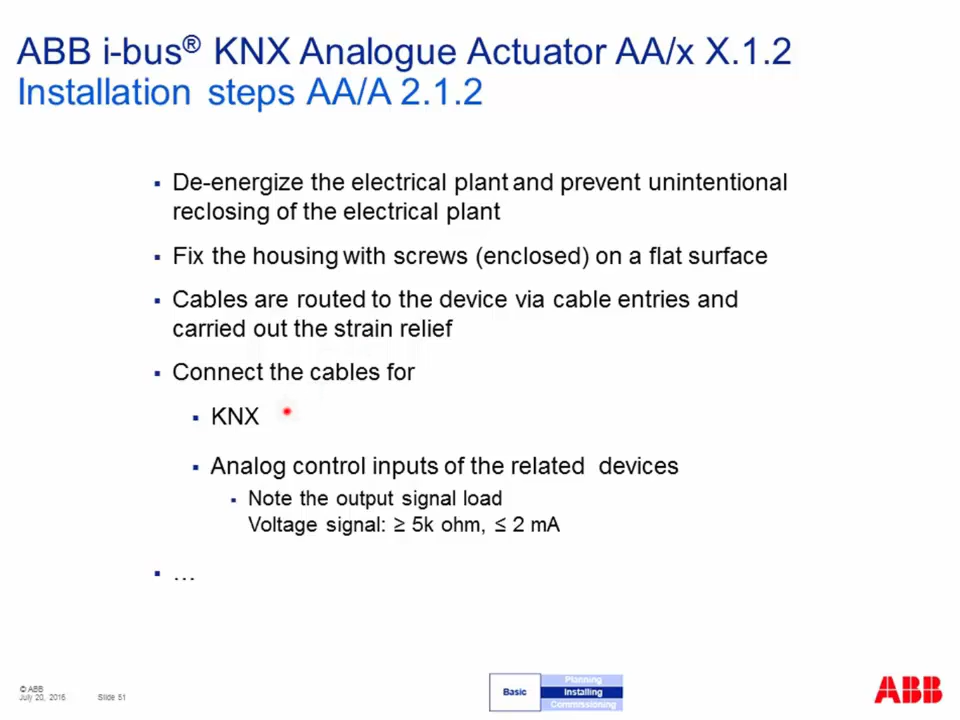 ABB i-bus® KNX Analogue Actuator AA/x X.1.2
Installation steps AA/A 2.1.2
▪ De-energize the electrical plant and prevent unintentional
reclosing of the electrical plant
▪ Fix the housing with screws (enclosed) on a flat surface
▪ Cables are routed to the device via cable entries and
carried out the strain relief
▪ Connect the cables for
▪ KNX
▪ Analog control inputs of the related devices
▪ Note the output signal load
Voltage signal: ≥ 5k ohm, ≤ 2 mA
▪ …
© ABB
July 20, 2016
Slide 51
Basic
Planning
Installing
Commissioning
ABB